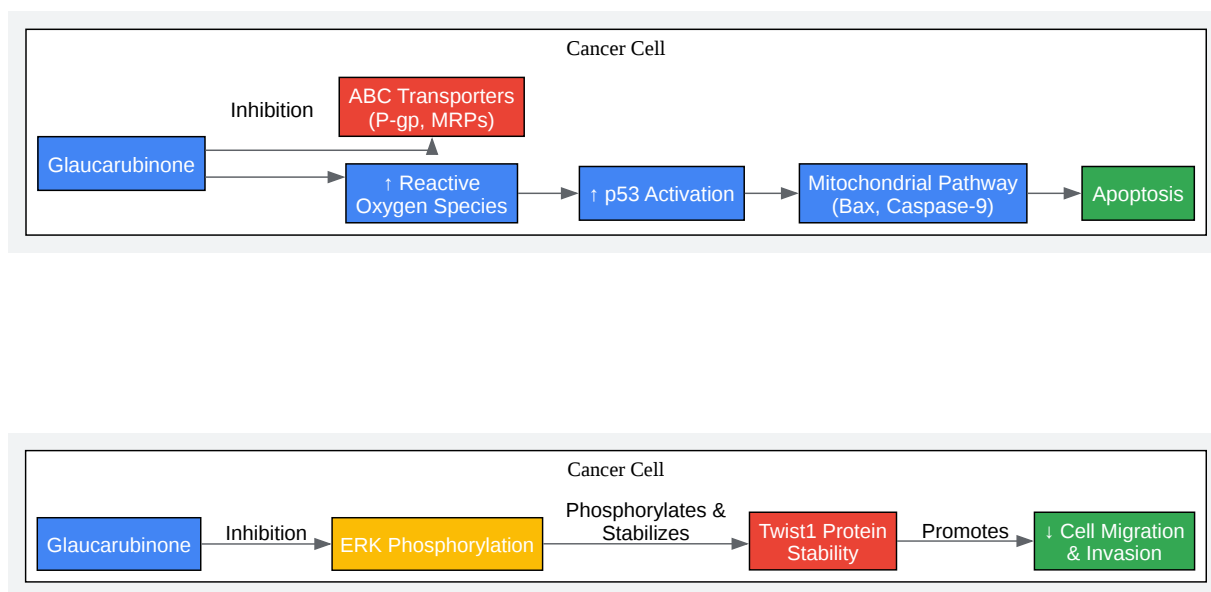 Cancer Cell
Inhibition
ABC Transporters
(P-gp, MRPs)
Glaucarubinone
↑ Reactive
Oxygen Species
↑ p53 Activation
Mitochondrial Pathway
(Bax, Caspase-9)
Apoptosis
Cancer Cell
Glaucarubinone
Inhibition
ERK Phosphorylation
Phosphorylates &
Stabilizes
Twist1 Protein
Stability
Promotes
↓ Cell Migration
& Invasion